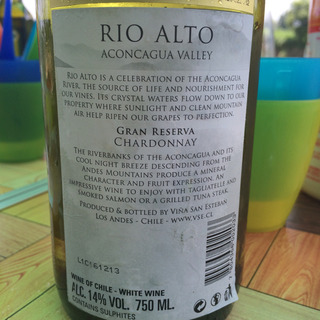 RIO ALTO
ACONCAGUA VALLEY
RIO ALTO IS A CELEBRATION OF THE ACONCAGUA
RIVER, THE SOURCE OF LIFE AND NOURISHMENT FOR
OUR VINES. ITS CRYSTAL WATERS FLOW DOWN TO OUR
PROPERTY WHERE SUNLIGHT AND CLEAN MOUNTAIN
AIR HELP RIPEN OUR GRAPES TO PERFECTION.
GRAN RESERVA
CHARDONNAY
THE RIVERBANKS OF THE ACONCAGUA AND ITS
COOL NIGHT BREEZE DESCENDING FROM THE
ANDES MOUNTAINS PRODUCE A MINERAL
CHARACTER AND FRUIT EXPRESSION. AN
IMPRESSIVE WINE TO ENJOY WITH TAGLIATELLE AND
SMOKED SALMON OR A GRILLED TUNA STEAK.
PRODUCED & BOTTLED BY VIÑA SAN ESTEBAN
LOS ANDES - CHILE - WWW.VSE.CL
L1C161213
WINE OF CHILE - WHITE WINE
ALC. 14% VOL. 750 ML.
CONTAINS SULPHITES